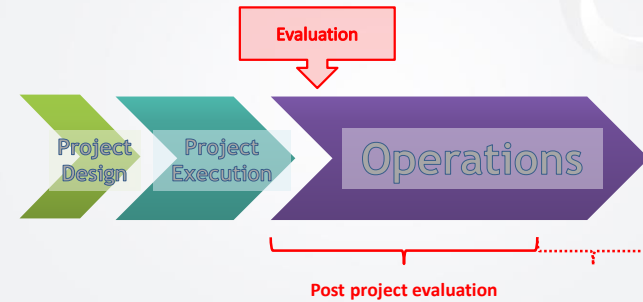 Evaluation
Project
Design
Project
Execution
Operations
Post project evaluation